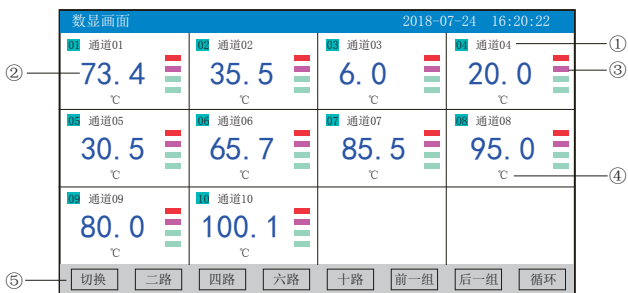 数显画面 2018-07-24 16:20:22
01 通道01 02 通道02 03 通道03 04 通道04 ①
② 73.4 35.5 6.0 20.0 ③
℃ ℃ ℃ ℃
05 通道05 06 通道06 07 通道07 08 通道08
30.5 65.7 85.5 95.0
℃ ℃ ℃ ℃ ④
09 通道09 10 通道10
80.0 100.1
℃ ℃
⑤ 切换 二路 四路 六路 十路 前一组 后一组 循环